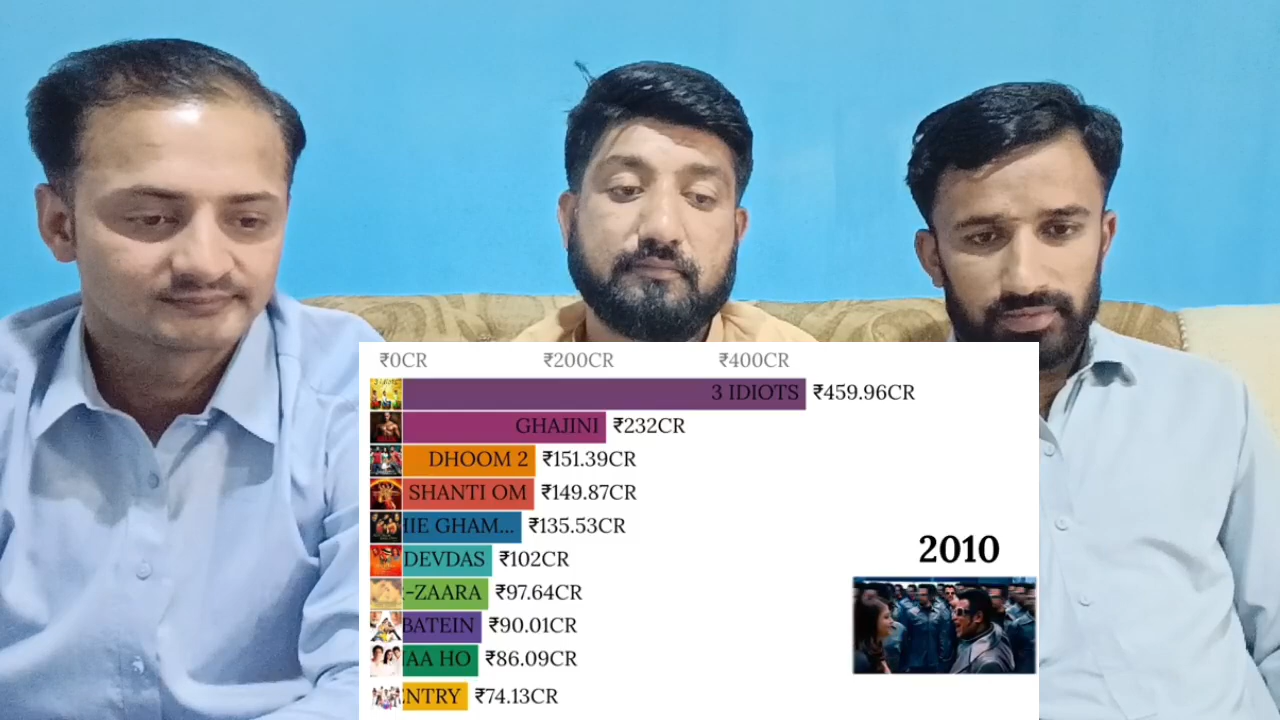 ₹0CR ₹200CR ₹400CR
3 IDIOTS ₹459.96CR
GHAJINI ₹232CR
DHOOM 2 ₹151.39CR
SHANTI OM ₹149.87CR
GHAM... ₹135.53CR
DEVDAS ₹102CR
-ZAARA ₹97.64CR
BATEIN ₹90.01CR
AA HO ₹86.09CR
NTRY ₹74.13CR
2010